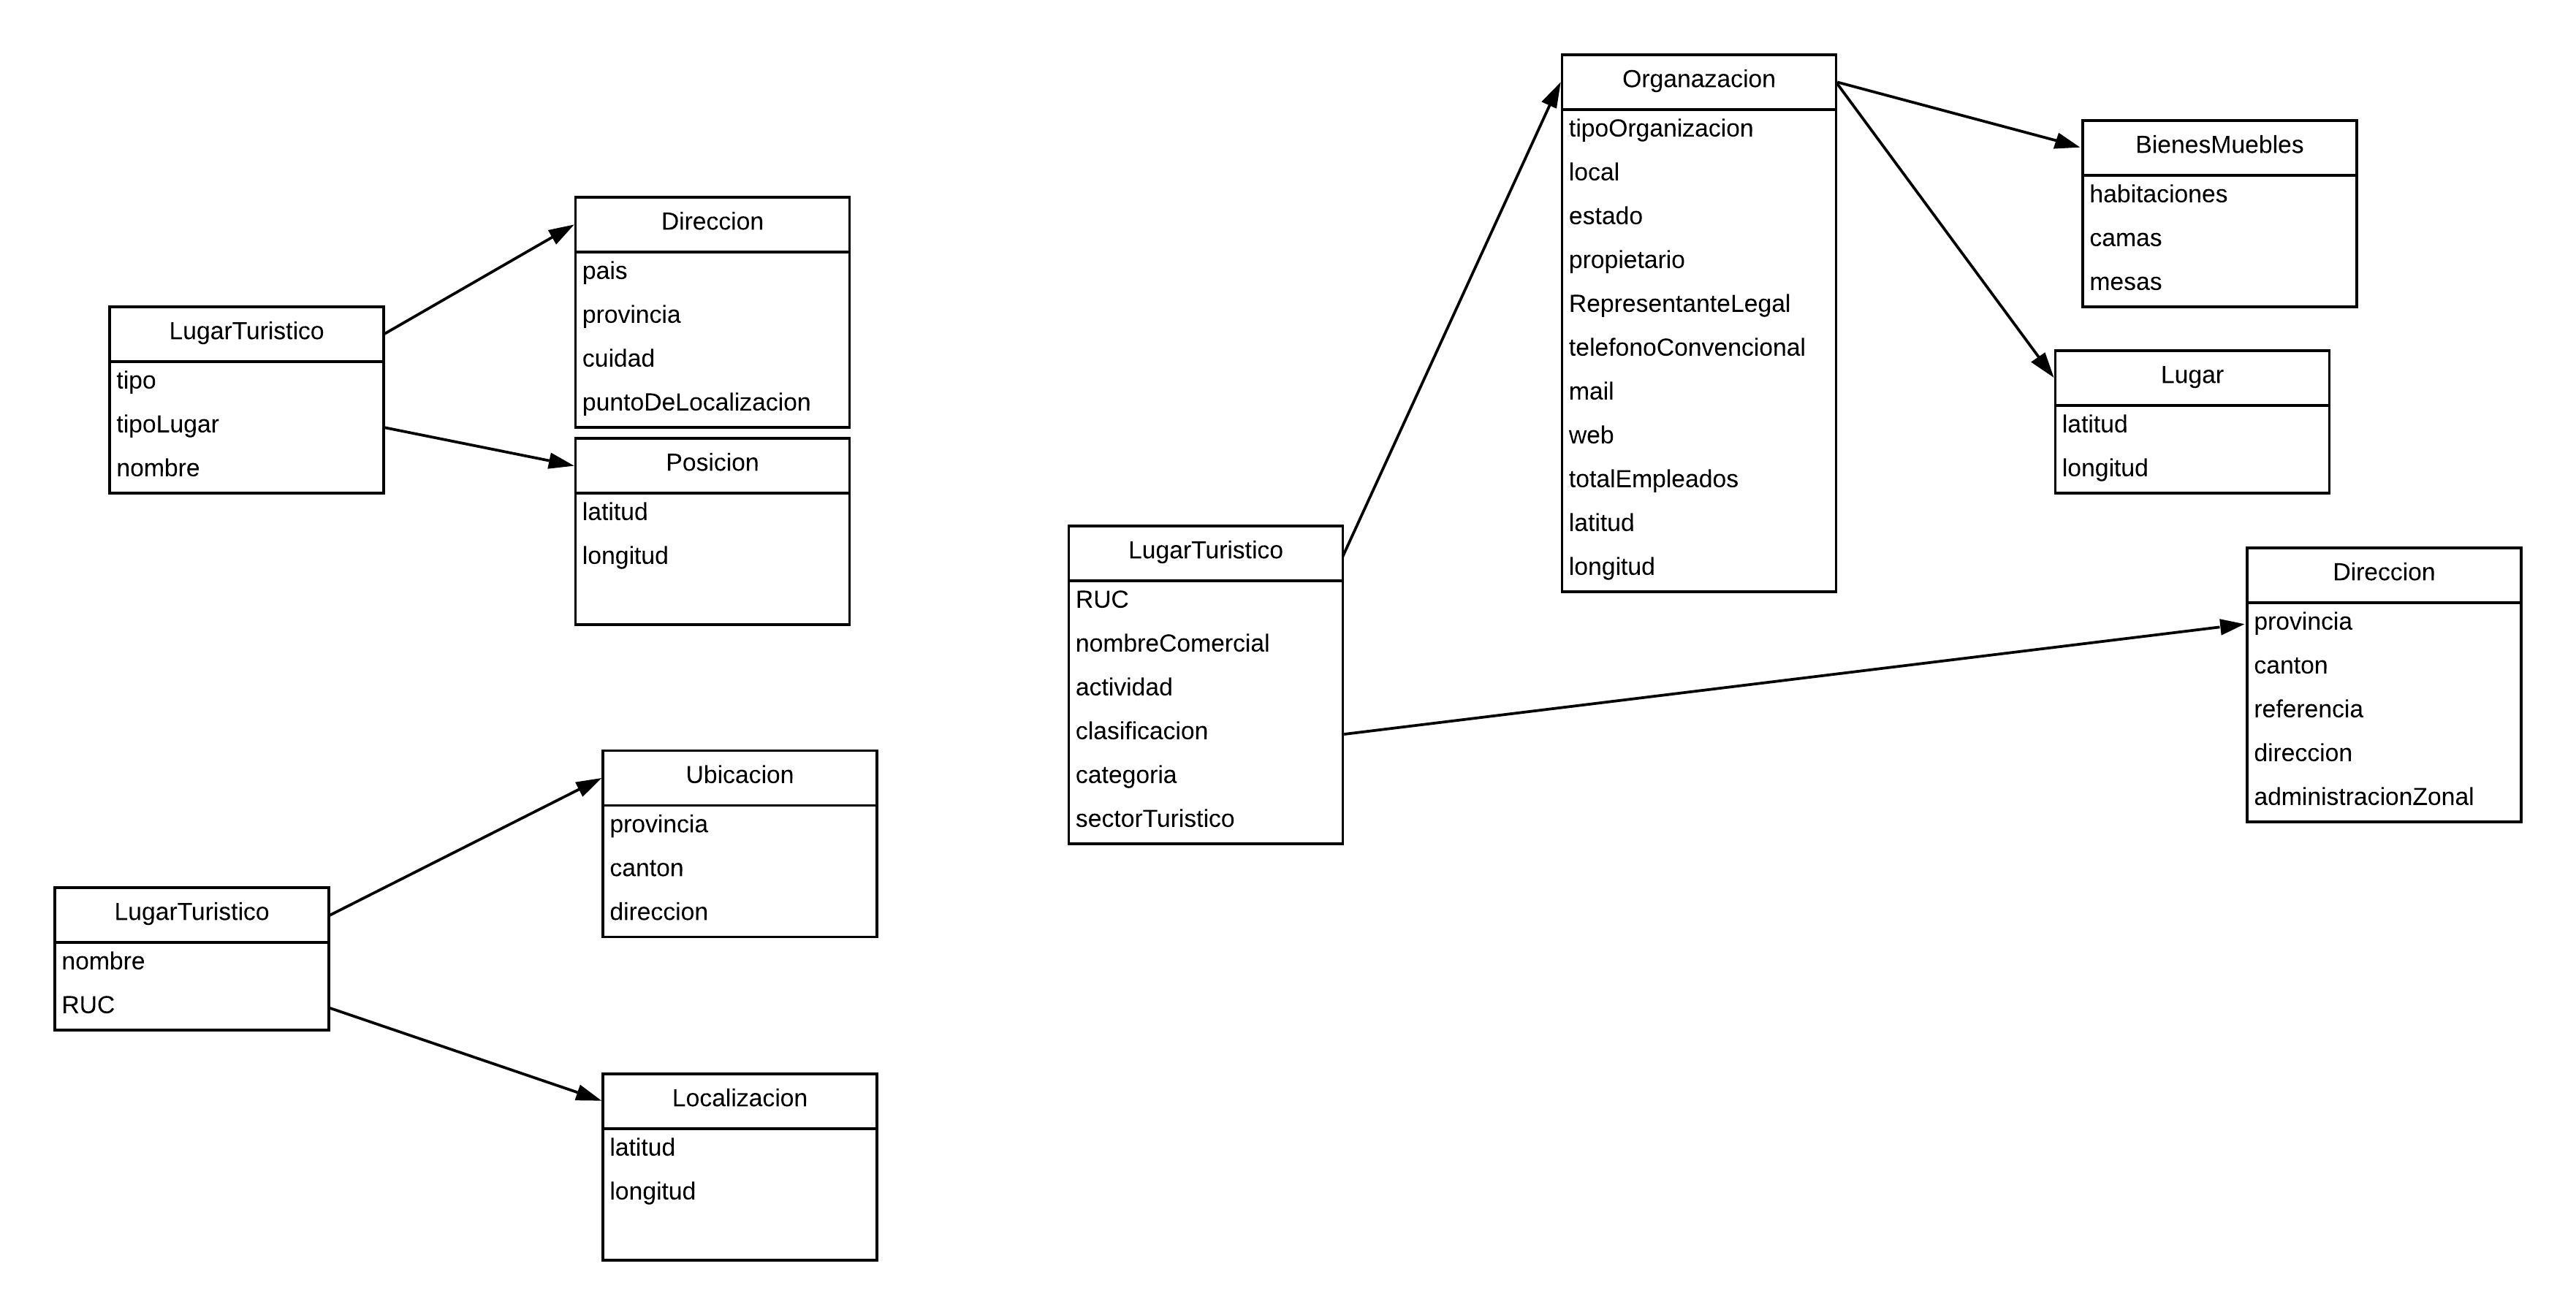 LugarTuristico
tipo
tipoLugar
nombre
Direccion
pais
provincia
cuidad
puntoDeLocalizacion
Posicion
latitud
longitud
LugarTuristico
nombre
RUC
Ubicacion
provincia
canton
direccion
Localizacion
latitud
longitud
LugarTuristico
RUC
nombreComercial
actividad
clasificacion
categoria
sectorTuristico
Organazacion
tipoOrganizacion
local
estado
propietario
RepresentanteLegal
telefonoConvencional
mail
web
totalEmpleados
latitud
longitud
BienesMuebles
habitaciones
camas
mesas
Lugar
latitud
longitud
Direccion
provincia
canton
referencia
direccion
administracionZonal